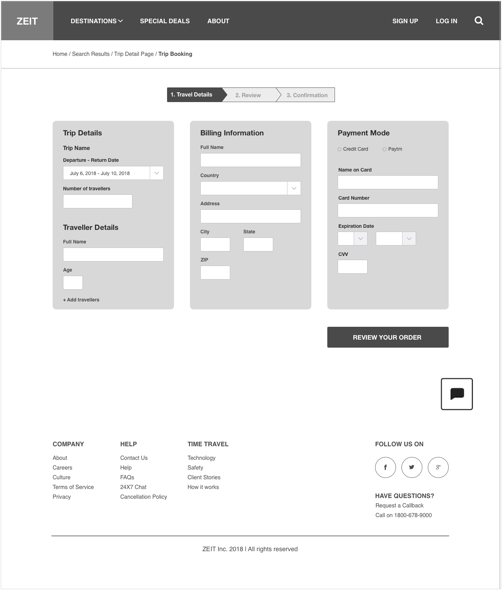 ZEIT
DESTINATIONS
SPECIAL DEALS
ABOUT
SIGN UP
LOG IN
Home / Search Results / Trip Detail Page / Trip Booking
1. Travel Details
2. Review
3. Confirmation
Trip Details
Trip Name
Departure - Return Date
July 6, 2018 - July 10, 2018
Number of travellers
Traveller Details
Full Name
Age
+ Add travellers
Billing Information
Full Name
Country
Address
City
State
ZIP
Payment Mode
Credit Card
Paytm
Name on Card
Card Number
Expiration Date
CVV
REVIEW YOUR ORDER
COMPANY
About
Careers
Culture
Terms of Service
Privacy
HELP
Contact Us
Help
FAQs
24X7 Chat
Cancellation Policy
TIME TRAVEL
Technology
Safety
Client Stories
How it works
FOLLOW US ON
HAVE QUESTIONS?
Request a Callback
Call on 1800-678-9000
ZEIT Inc. 2018 I All rights reserved